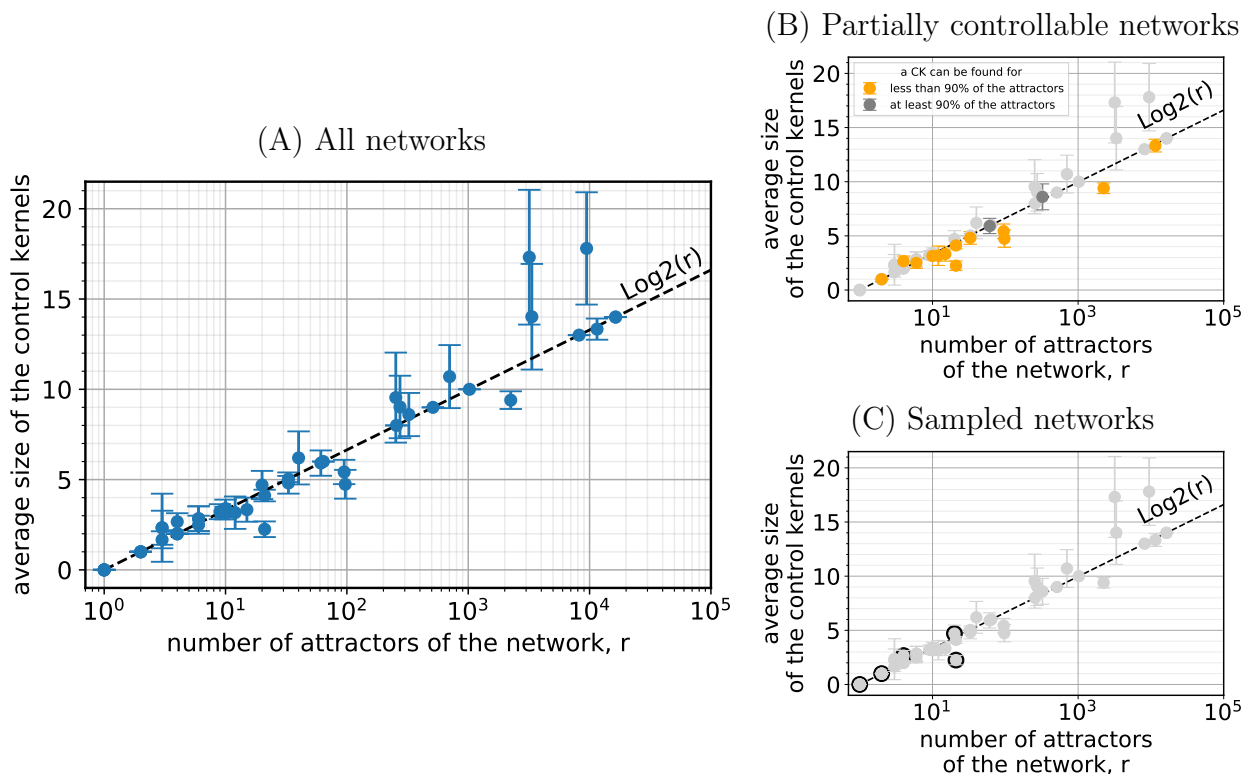 (A) All networks
average size of the control kernels
20
15
10
5
0
Log2(r)
10^0
10^1
10^2
10^3
10^4
10^5
number of attractors of the network, r
(B) Partially controllable networks
average size
of the control kernels
20
15
10
5
0
a CK can be found for
less than 90% of the attractors
at least 90% of the attractors
Log2(r)
10^1
10^3
10^5
number of attractors
of the network, r
(C) Sampled networks
average size
of the control kernels
20
15
10
5
0
Log2(r)
10^1
10^3
10^5
number of attractors
of the network, r